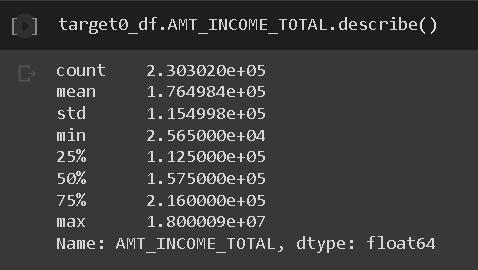 [ ] target0_df.AMT_INCOME_TOTAL.describe()
count 2.303020e+05
mean 1.764984e+05
std 1.154998e+05
min 2.565000e+04
25% 1.125000e+05
50% 1.575000e+05
75% 2.160000e+05
max 1.800009e+07
Name: AMT_INCOME_TOTAL, dtype: float64